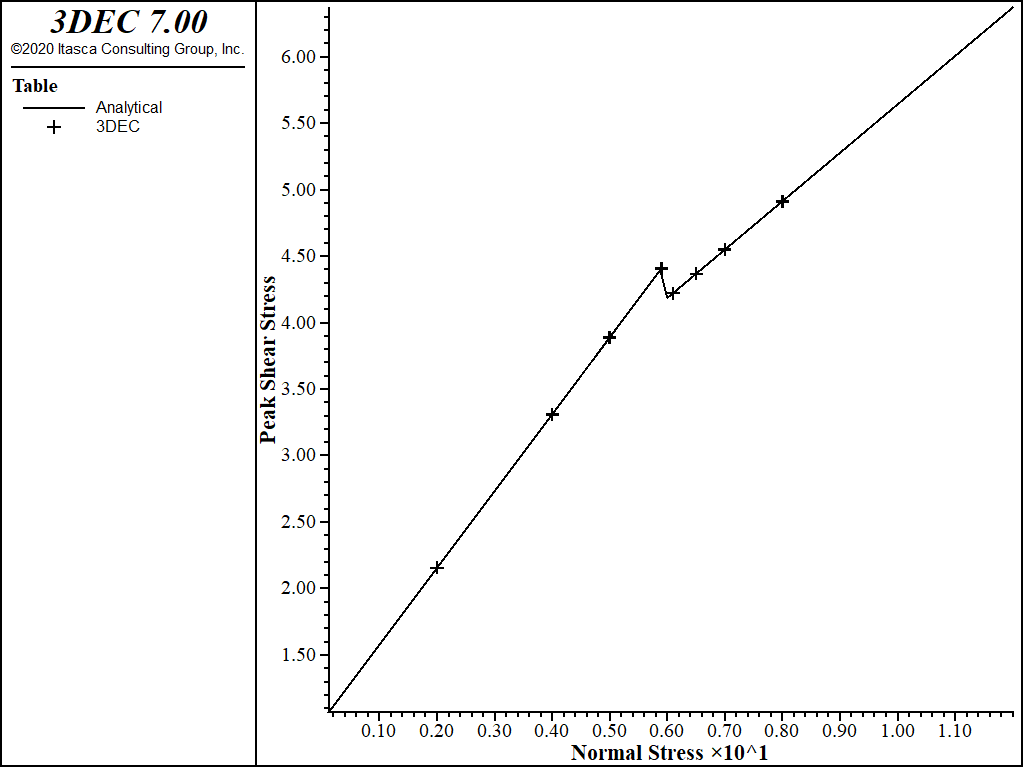 3DEC 7.00
©2020 Itasca Consulting Group, Inc.
Table
Analytical
3DEC
6.00
5.50
5.00
4.50
4.00
3.50
3.00
2.50
2.00
1.50
Peak Shear Stress
0.10 0.20 0.30 0.40 0.50 0.60 0.70 0.80 0.90 1.00 1.10
Normal Stress ×10^1